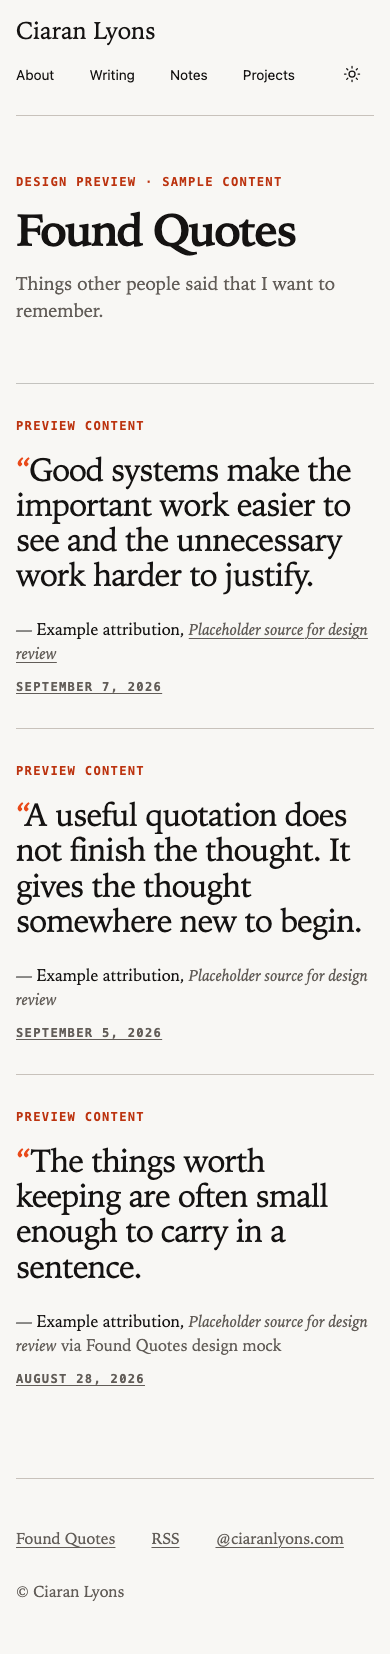 Ciaran Lyons
About Writing Notes Projects
DESIGN PREVIEW · SAMPLE CONTENT
Found Quotes
Things other people said that I want to
remember.
PREVIEW CONTENT
“Good systems make the
important work easier to
see and the unnecessary
work harder to justify.
— Example attribution, Placeholder source for design
review
SEPTEMBER 7, 2026
PREVIEW CONTENT
“A useful quotation does
not finish the thought. It
gives the thought
somewhere new to begin.
— Example attribution, Placeholder source for design
review
SEPTEMBER 5, 2026
PREVIEW CONTENT
“The things worth
keeping are often small
enough to carry in a
sentence.
— Example attribution, Placeholder source for design
review via Found Quotes design mock
AUGUST 28, 2026
Found Quotes RSS @ciaranlyons.com
© Ciaran Lyons